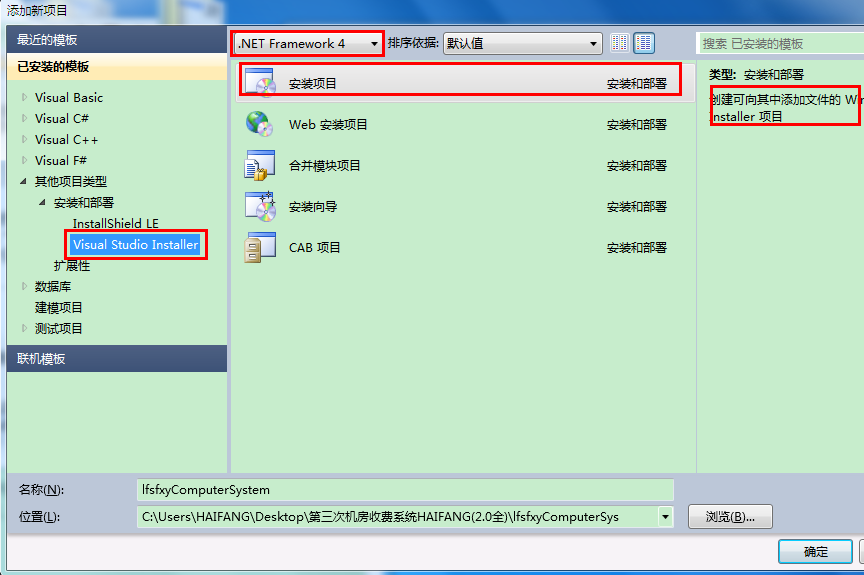 添加新项目
最近的模板
已安装的模板
Visual Basic
Visual C#
Visual C++
Visual F#
其他项目类型
安装和部署
InstallShield LE
Visual Studio Installer
扩展性
数据库
建模项目
测试项目
联机模板
.NET Framework 4 排序依据: 默认值
安装项目 安装和部署
Web 安装项目 安装和部署
合并模块项目 安装和部署
安装向导 安装和部署
CAB 项目 安装和部署
搜索 已安装的模板
类型: 安装和部署
创建可向其中添加文件的 Win
Installer 项目
名称(N): lfsfxyComputerSystem
位置(L): C:\Users\HAIFANG\Desktop\第三次机房收费系统HAIFANG(2.0全)\lfsfxyComputerSys
浏览(B)...
确定